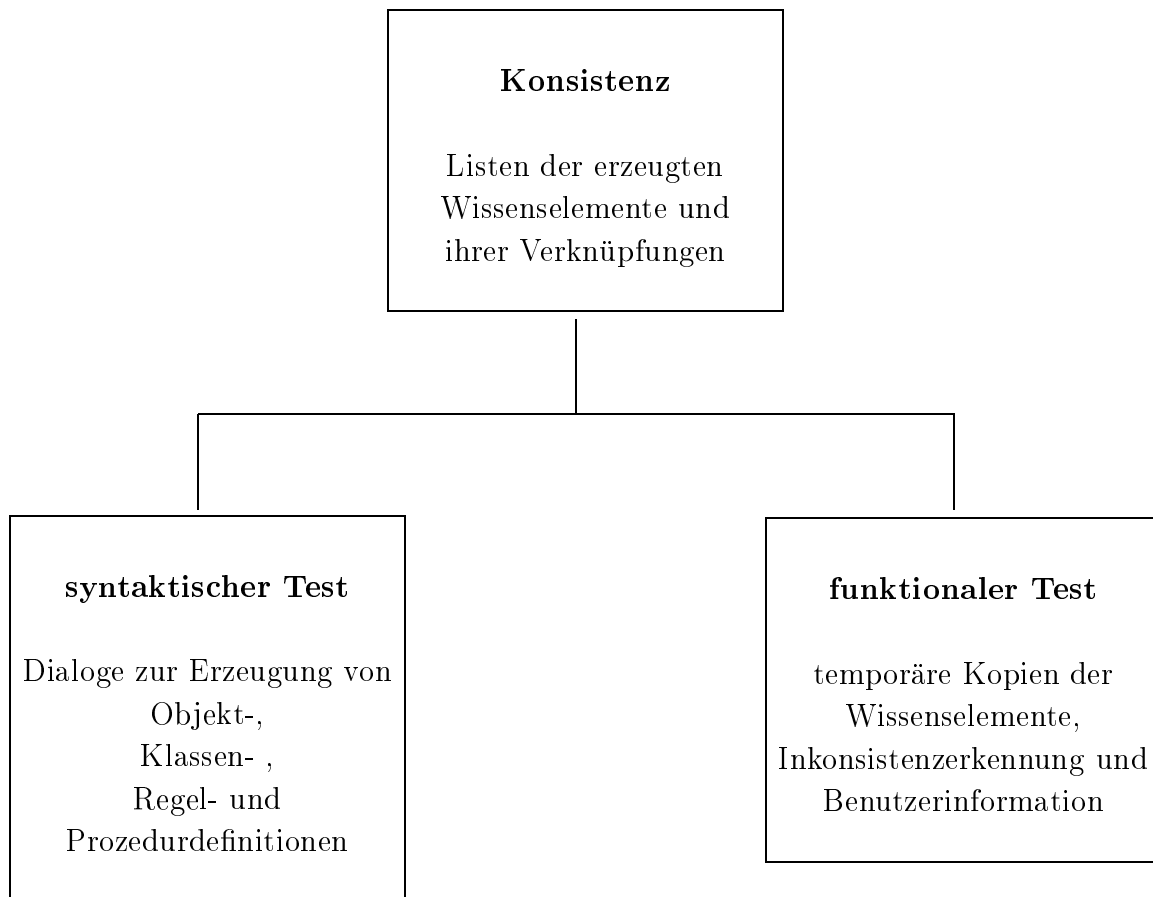 Konsistenz
Listen der erzeugten
Wissenselemente und
ihrer Verknüpfungen
syntaktischer Test
Dialoge zur Erzeugung von
Objekt-,
Klassen- ,
Regel- und
Prozedurdefinitionen
funktionaler Test
temporäre Kopien der
Wissenselemente,
Inkonsistenzerkennung und
Benutzerinformation